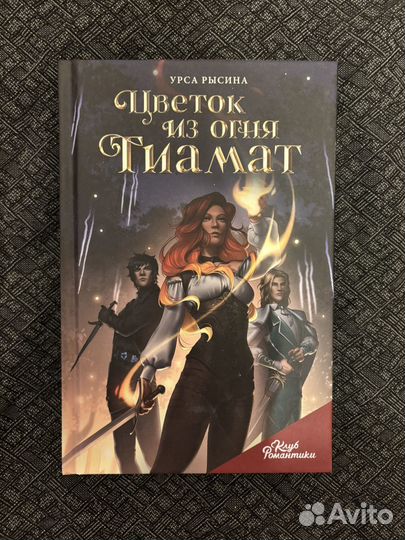 УРСА РЫСИНА
ЦВЕТОК
ИЗ ОГНЯ
ТИАМАТ
Клуб
Романтики
Avito